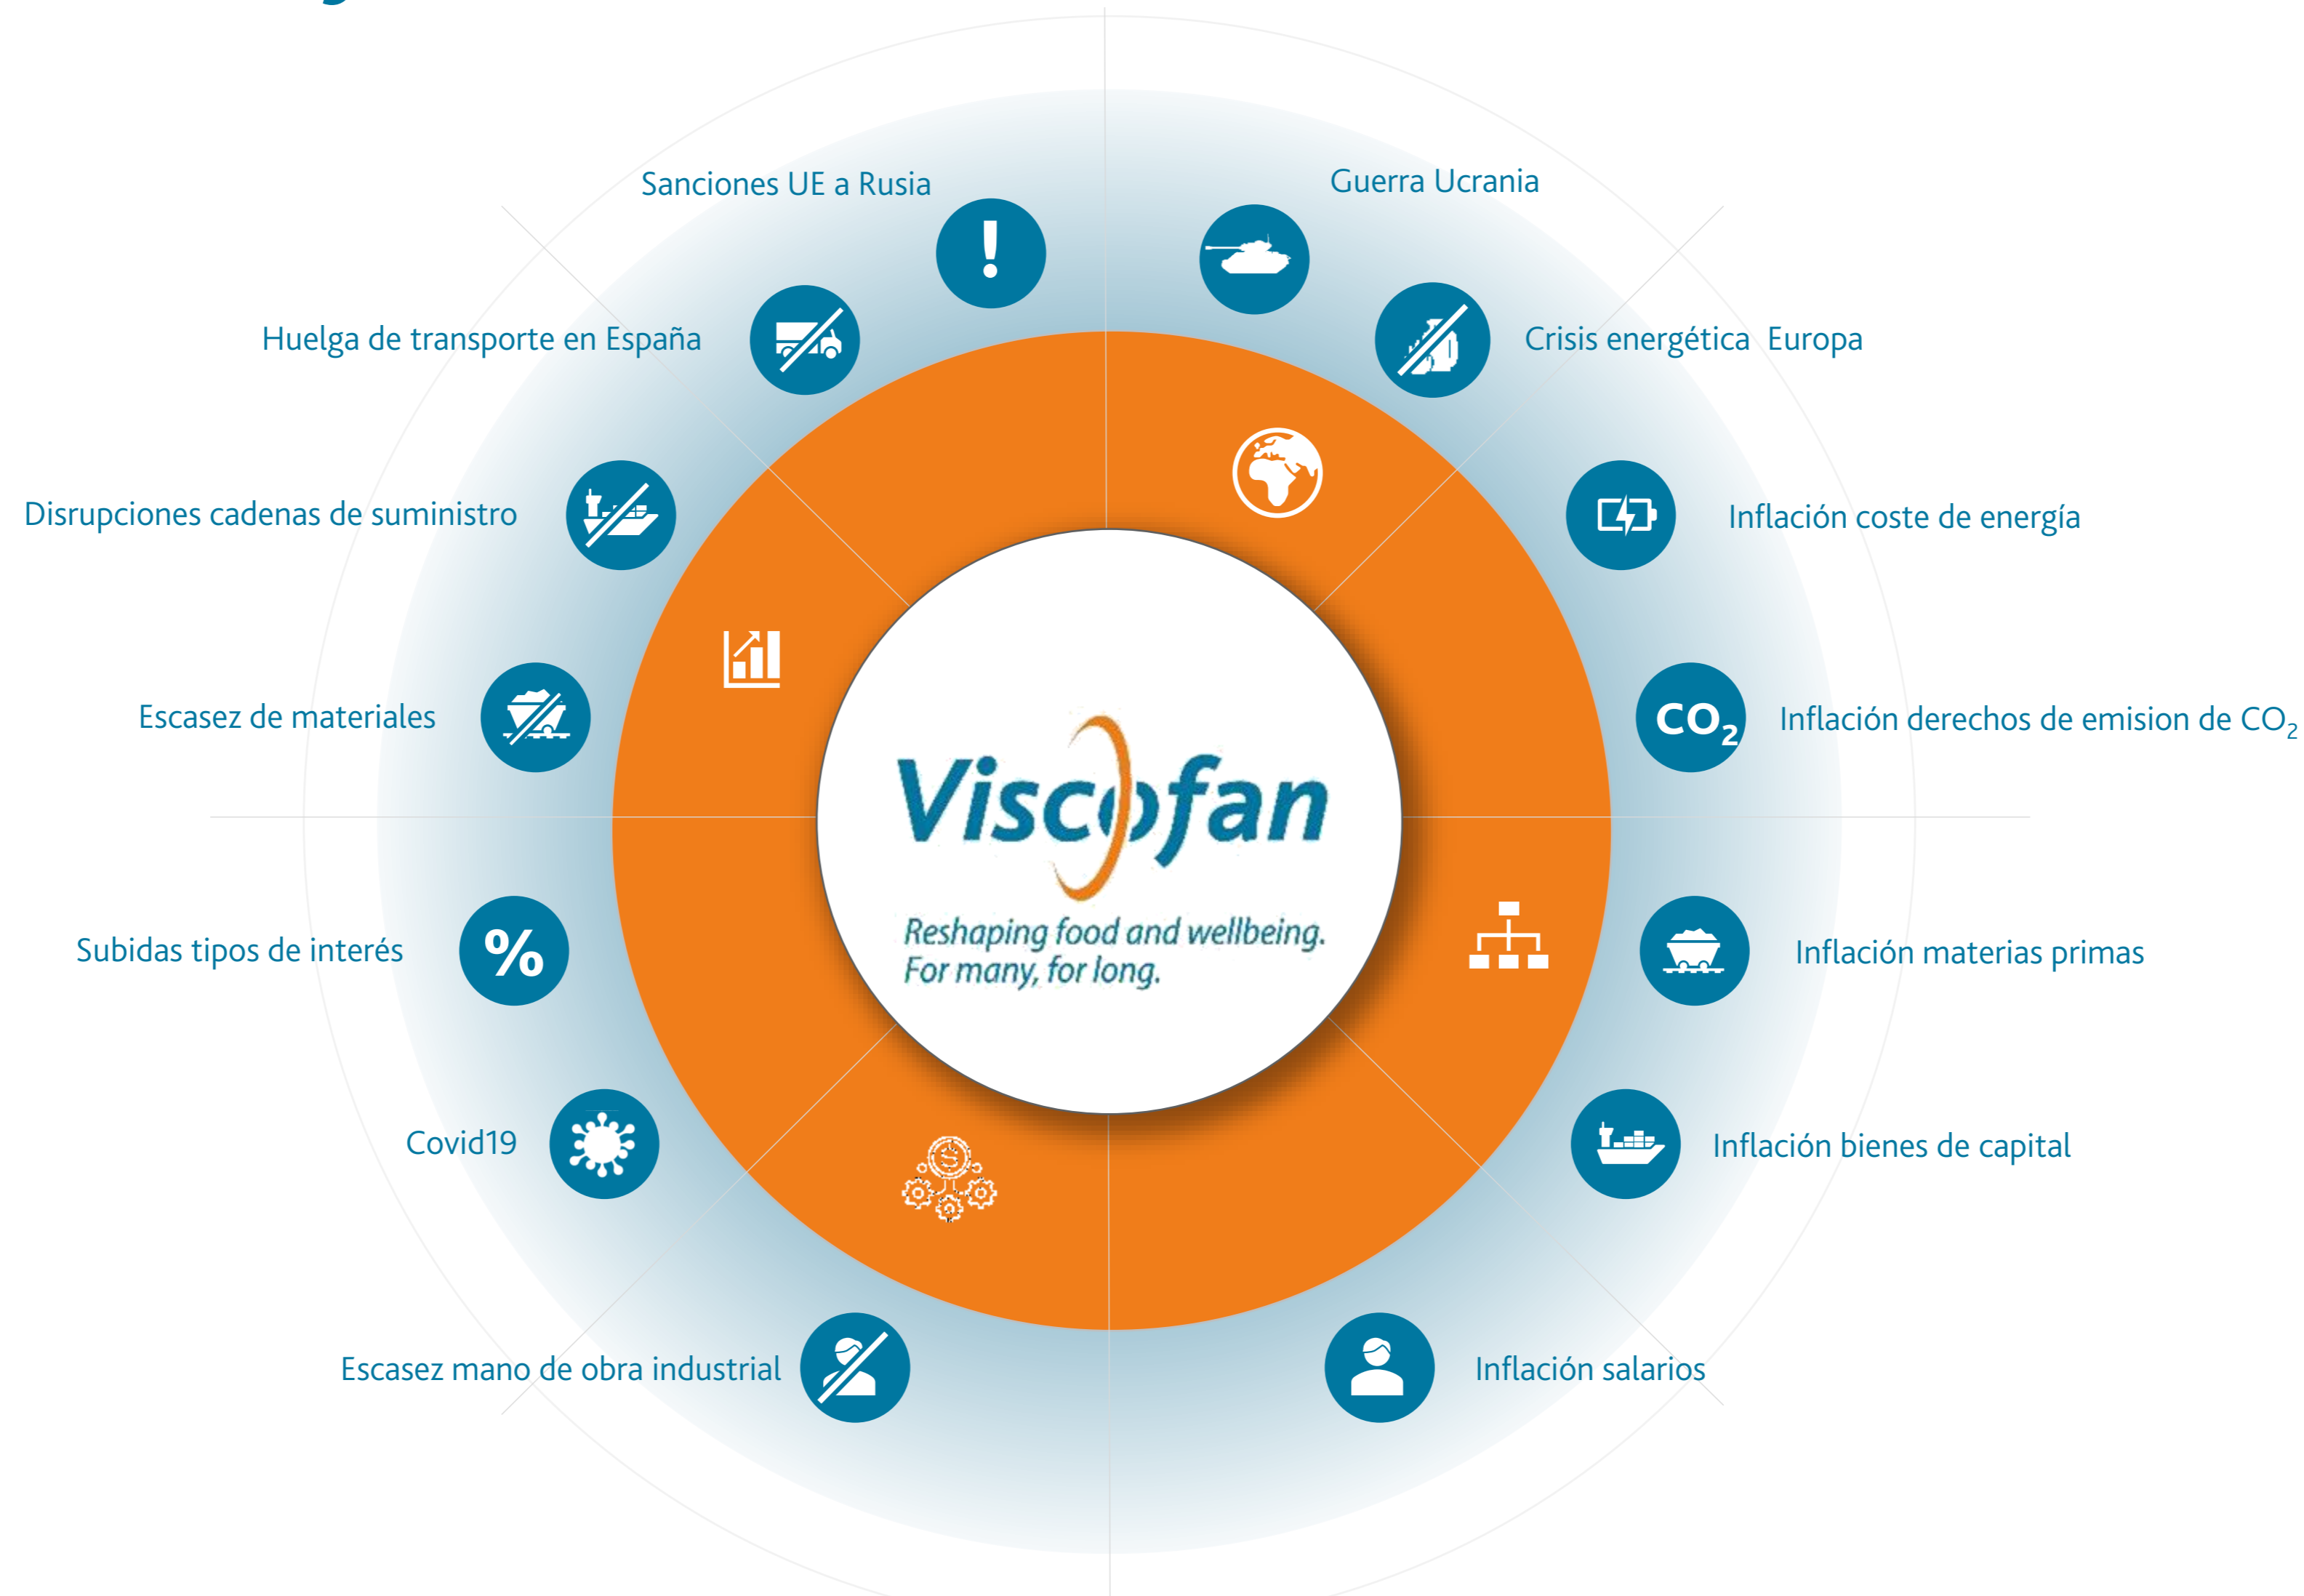 Sanciones UE a Rusia
Guerra Ucrania
Huelga de transporte en España
Crisis energética Europa
Disrupciones cadenas de suministro
Inflación coste de energía
Escasez de materiales
CO₂
Inflación derechos de emision de CO₂
Viscofan
Reshaping food and wellbeing.
For many, for long.
Subidas tipos de interés
%
Inflación materias primas
Covid19
Inflación bienes de capital
Escasez mano de obra industrial
Inflación salarios